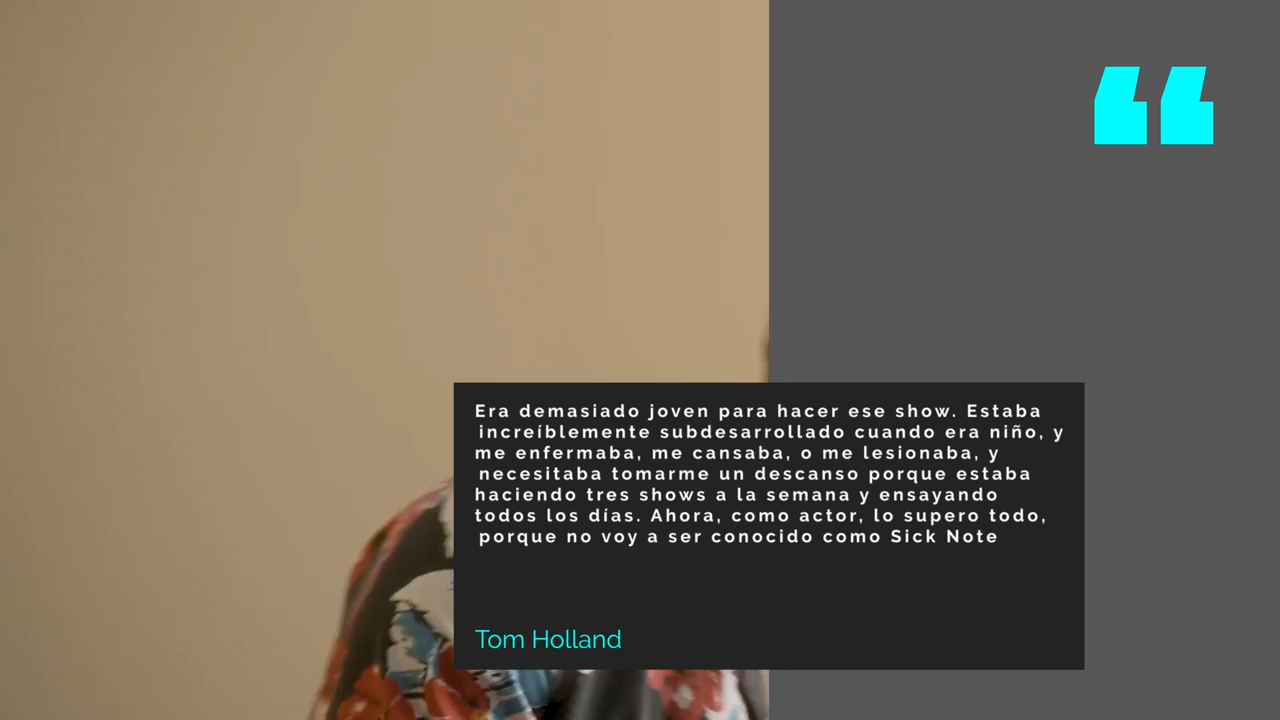 “
Era demasiado joven para hacer ese show. Estaba
increíblemente subdesarrollado cuando era niño, y
me enfermaba, me cansaba, o me lesionaba, y
necesitaba tomarme un descanso porque estaba
haciendo tres shows a la semana y ensayando
todos los días. Ahora, como actor, lo supero todo,
porque no voy a ser conocido como Sick Note
Tom Holland